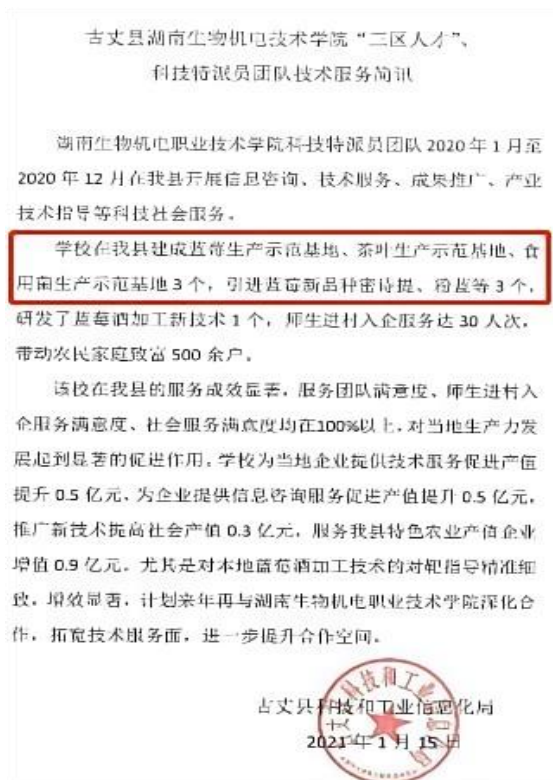 古丈县湖南生物机电技术学院“三区人才”、
科技特派员团队技术服务简讯
湖南生物机电职业技术学院科技特派员团队2020年1月至
2020年12月在我县开展信息咨询、技术服务、成果推广、产业
技术指导等科技社会服务。
学校在我县建成蓝莓生产示范基地、茶叶生产示范基地、食
用菌生产示范基地3个，引进蓝莓新品种密诗提、粉蓝等3个，
研发了蓝莓酒加工新技术1个，师生进村入企服务达30人次，
带动农民家庭致富500余户。
该校在我县的服务成效显著，服务团队满意度、师生进村入
企服务满意度、社会服务满意度均在100%以上，对当地生产力发
展起到显著的促进作用。学校为当地企业提供技术服务促进产值
提升0.5亿元，为企业提供信息咨询服务促进产值提升0.5亿元，
推广新技术提高社会产值0.3亿元，服务我县特色农业产值企业
增值0.9亿元。尤其是对本地蓝莓酒加工技术的对钯指导精准细
致，增效显著，计划来年再与湖南生物机电职业技术学院深化合
作，拓宽技术服务面，进一步提升合作空间。
古丈县科技和工业信息化局
2021年1月15日